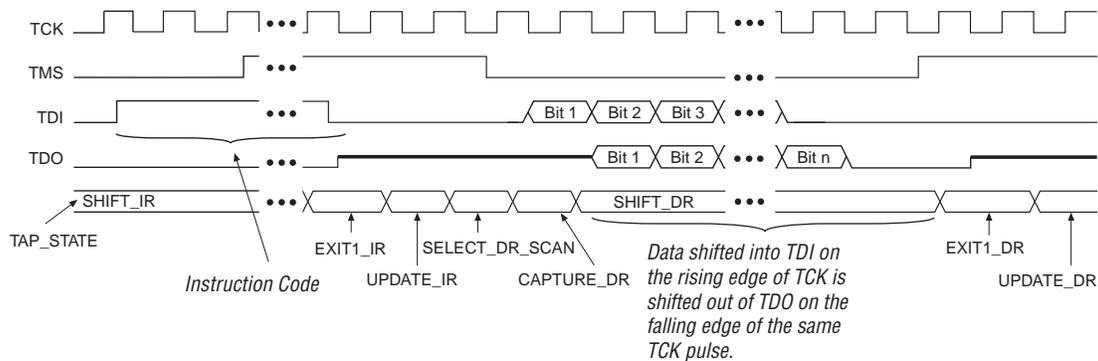 TCK
TMS
TDI
Bit 1 Bit 2 Bit 3
TDO
Bit 1 Bit 2 Bit n
SHIFT_IR
SHIFT_DR
TAP_STATE
EXIT1_IR
SELECT_DR_SCAN
EXIT1_DR
Instruction Code
UPDATE_IR
CAPTURE_DR
UPDATE_DR
Data shifted into TDI on
the rising edge of TCK is
shifted out of TDO on the
falling edge of the same
TCK pulse.